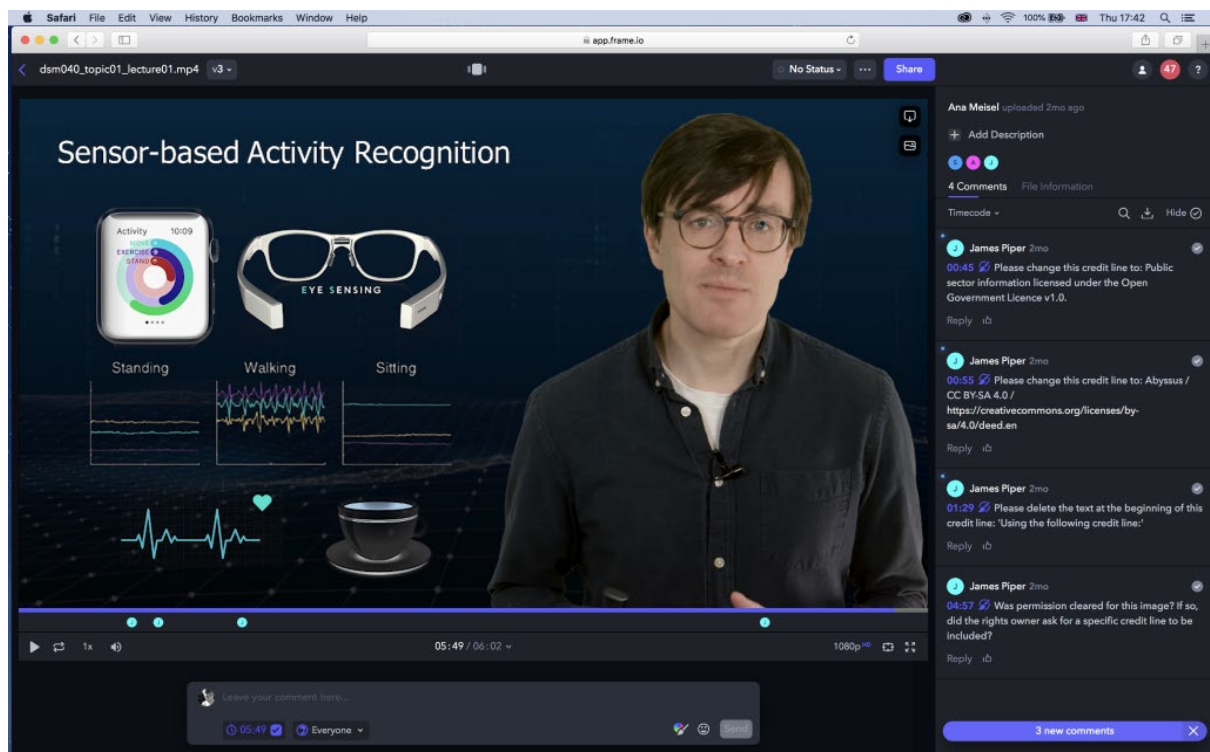 Safari File Edit View History Bookmarks Window Help
100% Thu 17:42
app.frame.io
dsm040_topic01_lecture01.mp4 v3
No Status
Share
47 ?
Sensor-based Activity Recognition
Activity 10:09
MOVE
EXERCISE
STAND
EYE SENSING
Standing Walking Sitting
1x
05:49 / 06:02
1080p HD
Leave your comment here...
05:49 Everyone
Send
Ana Meisel uploaded 2mo ago
+ Add Description
S A J
4 Comments File Information
Timecode
Hide
J James Piper 2mo
00:45 Please change this credit line to: Public
sector information licensed under the Open
Government Licence v1.0.
Reply
J James Piper 2mo
00:55 Please change this credit line to: Abyssus /
CC BY-SA 4.0 /
https://creativecommons.org/licenses/by-
sa/4.0/deed.en
Reply
J James Piper 2mo
01:29 Please delete the text at the beginning of this
credit line: 'Using the following credit line:'
Reply
J James Piper 2mo
04:57 Was permission cleared for this image? If so,
did the rights owner ask for a specific credit line to be
included?
Reply
3 new comments